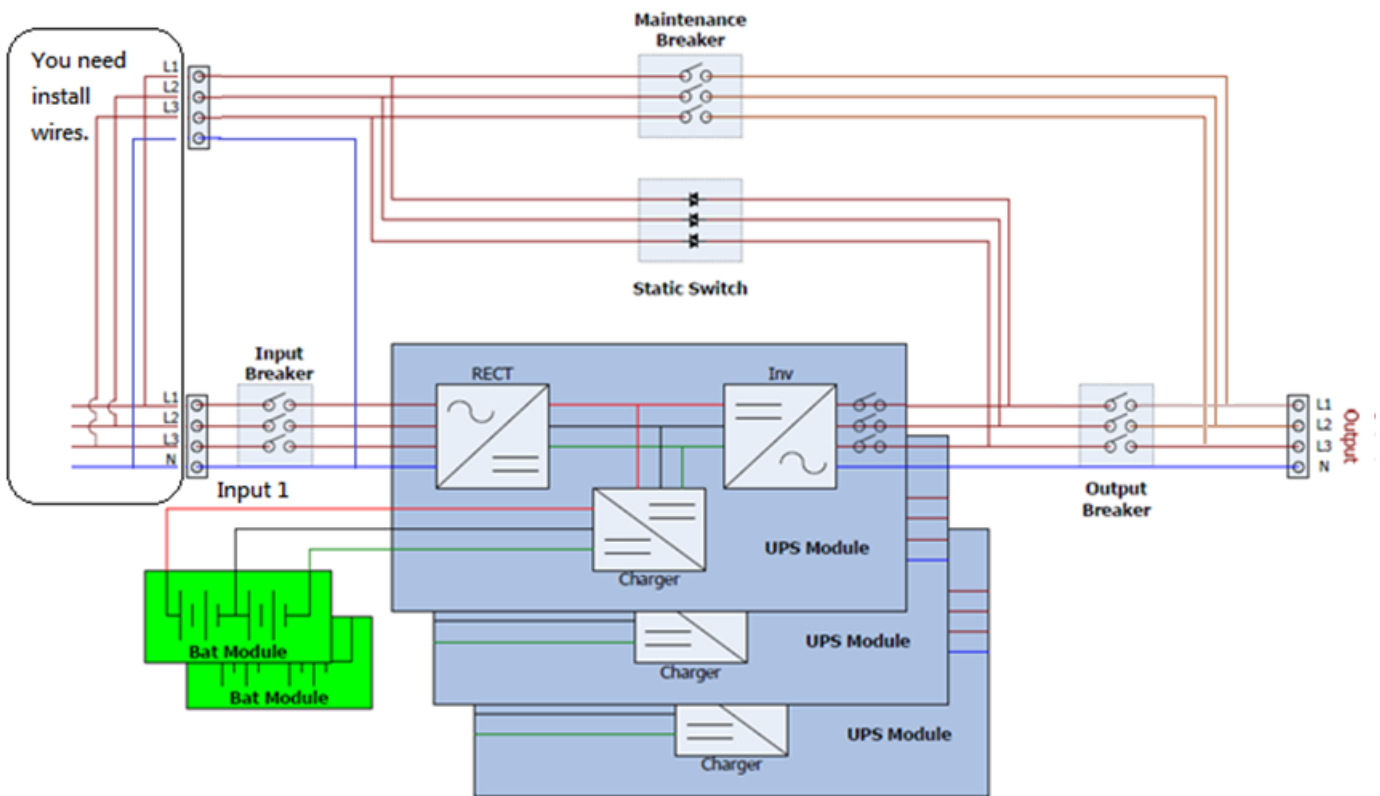 Maintenance
Breaker
You need
install
wires.
L1
L2
L3
Static Switch
Input
Breaker
RECT
Inv
L1
L2
L3
N
Input 1
L1
L2
L3
N
Output
Output
Breaker
UPS Module
Charger
Bat Module
UPS Module
Charger
Bat Module
UPS Module
Charger